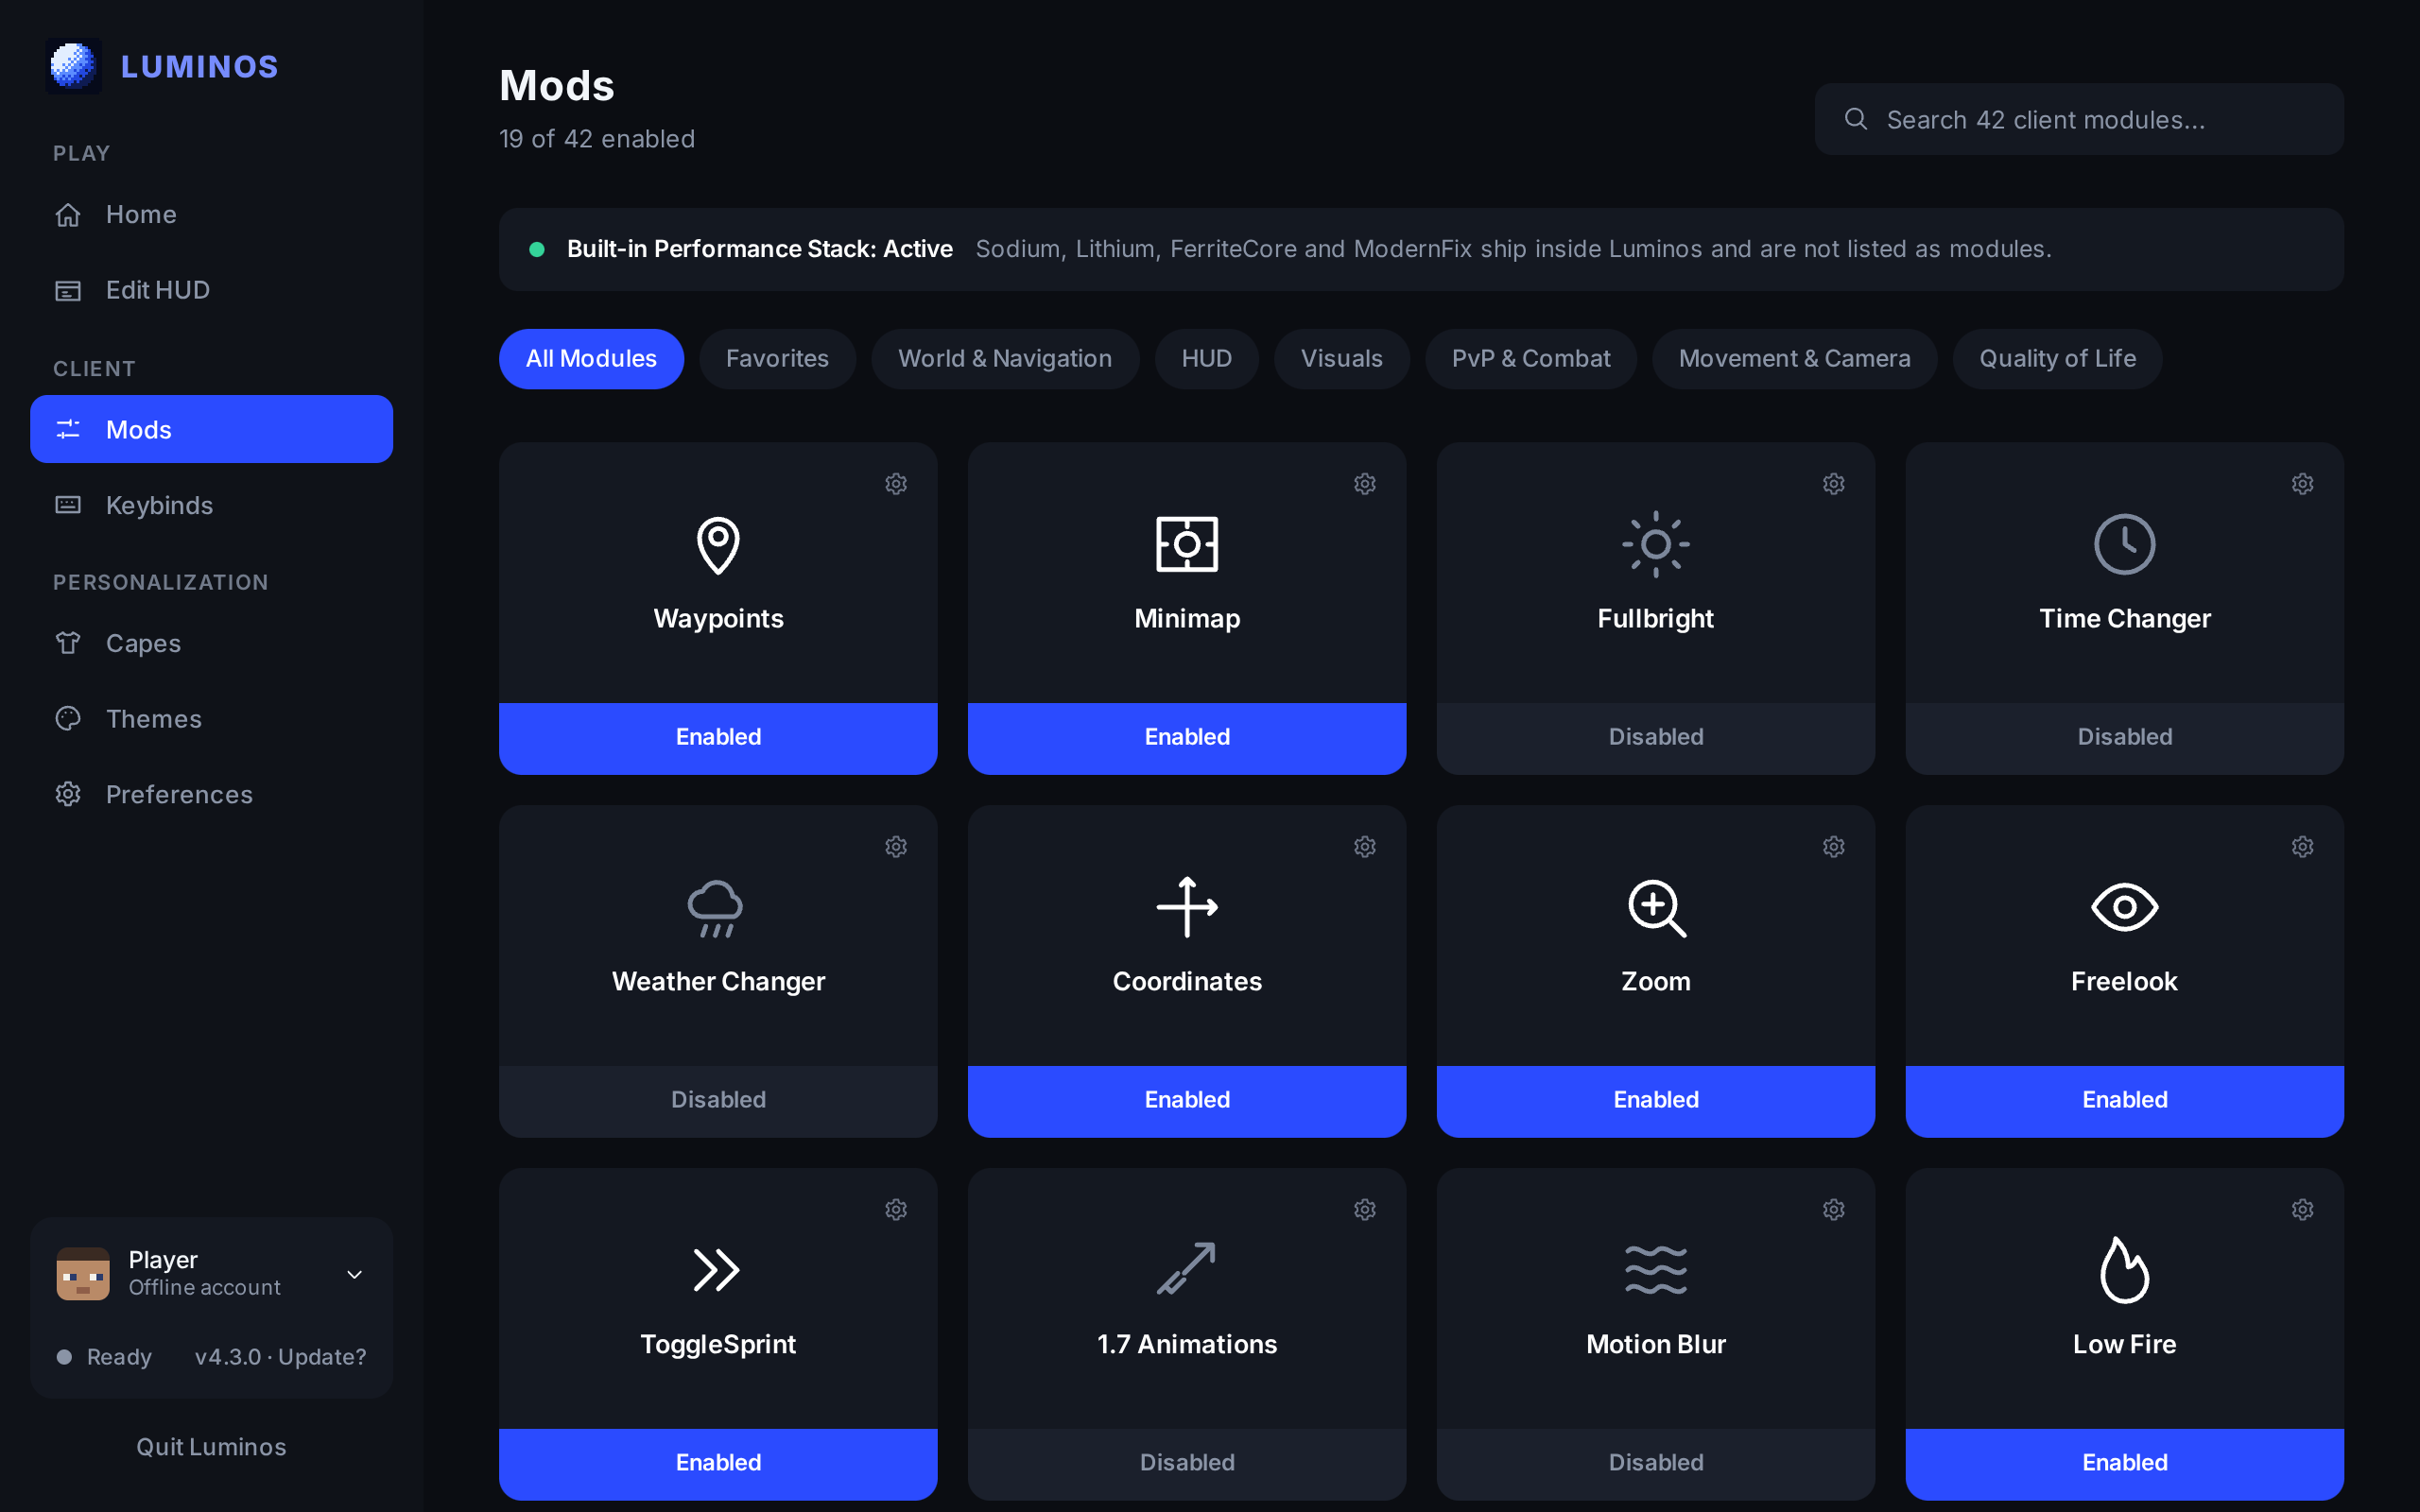 LUMINOS
PLAY
Home
Edit HUD
CLIENT
Mods
Keybinds
PERSONALIZATION
Capes
Themes
Preferences
Player
Offline account
Ready
v4.3.0 · Update?
Quit Luminos
Mods
19 of 42 enabled
Search 42 client modules...
Built-in Performance Stack: Active Sodium, Lithium, FerriteCore and ModernFix ship inside Luminos and are not listed as modules.
All Modules
Favorites
World & Navigation
HUD
Visuals
PvP & Combat
Movement & Camera
Quality of Life
Waypoints
Enabled
Minimap
Enabled
Fullbright
Disabled
Time Changer
Disabled
Weather Changer
Disabled
Coordinates
Enabled
Zoom
Enabled
Freelook
Enabled
ToggleSprint
Enabled
1.7 Animations
Disabled
Motion Blur
Disabled
Low Fire
Enabled